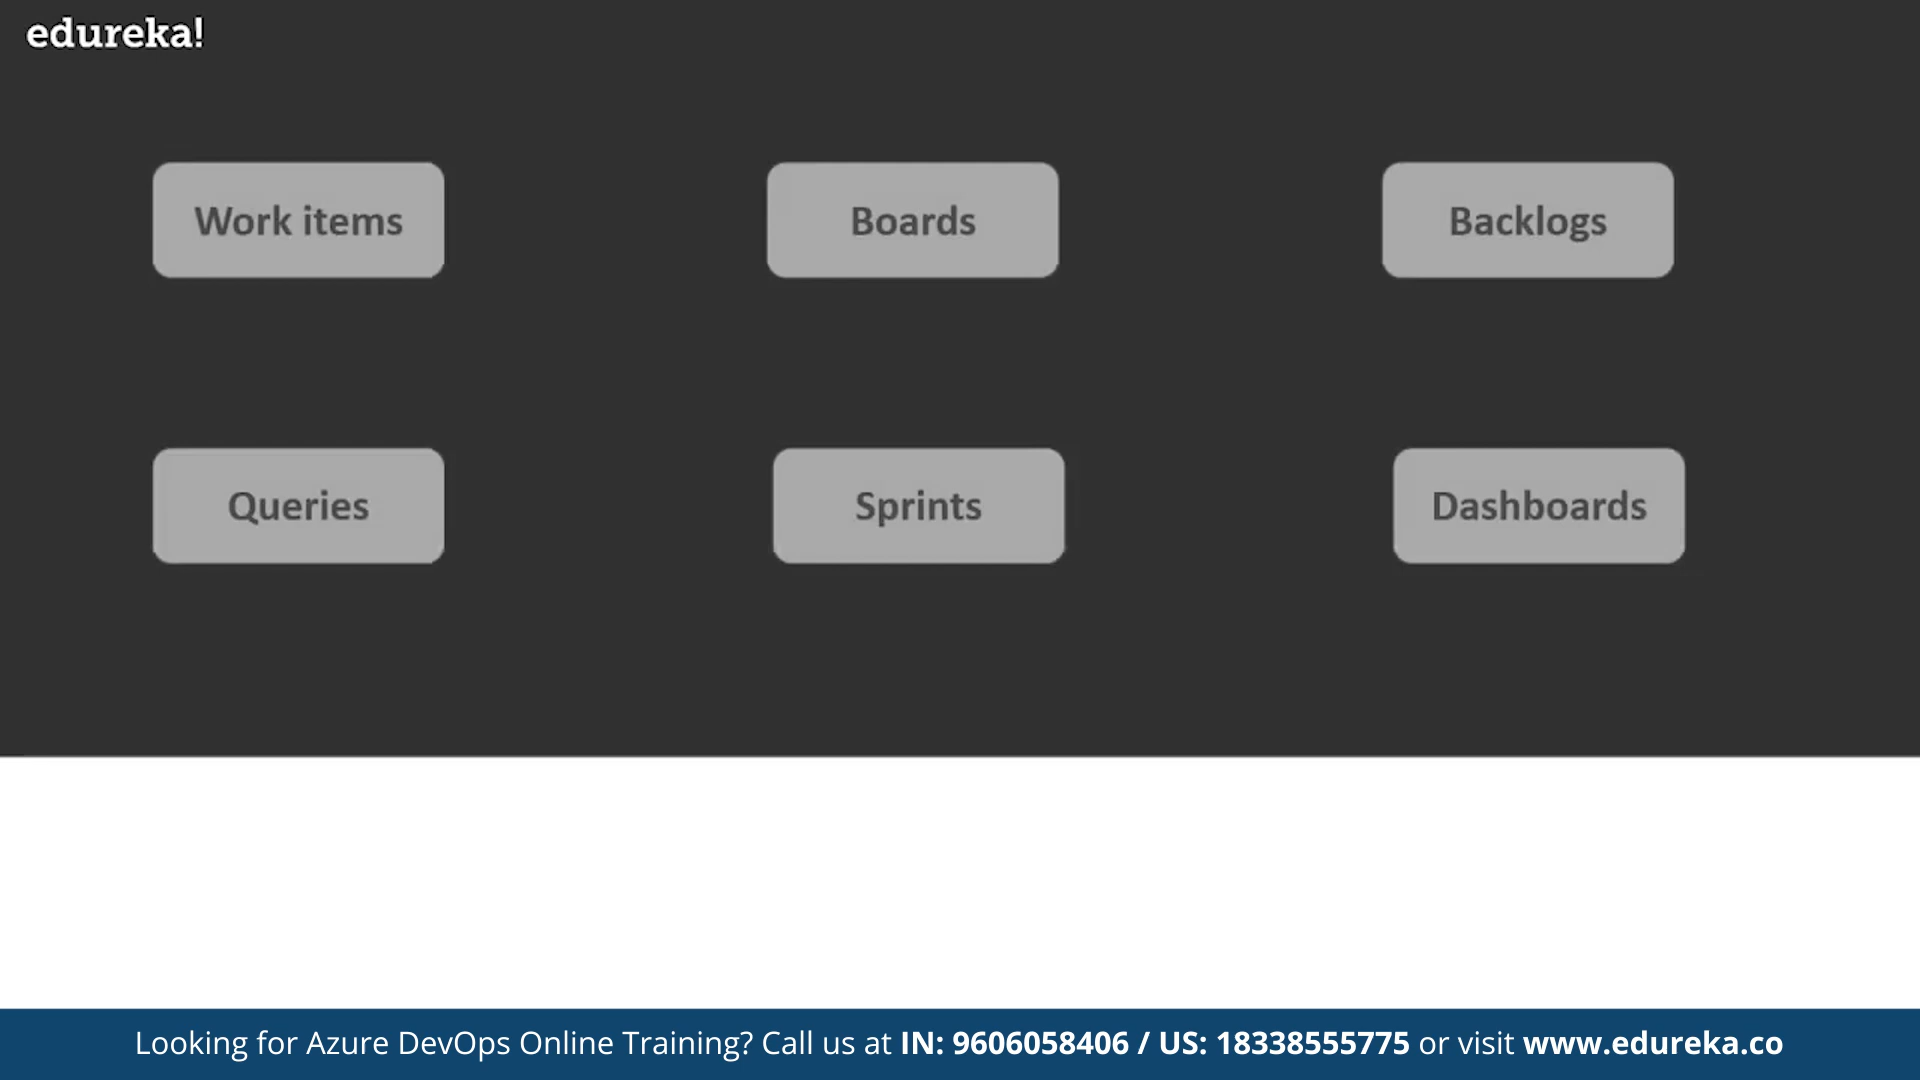 edureka!
Work items
Boards
Backlogs
Queries
Sprints
Dashboards
Looking for Azure DevOps Online Training? Call us at IN: 9606058406 / US: 18338555775 or visit www.edureka.co